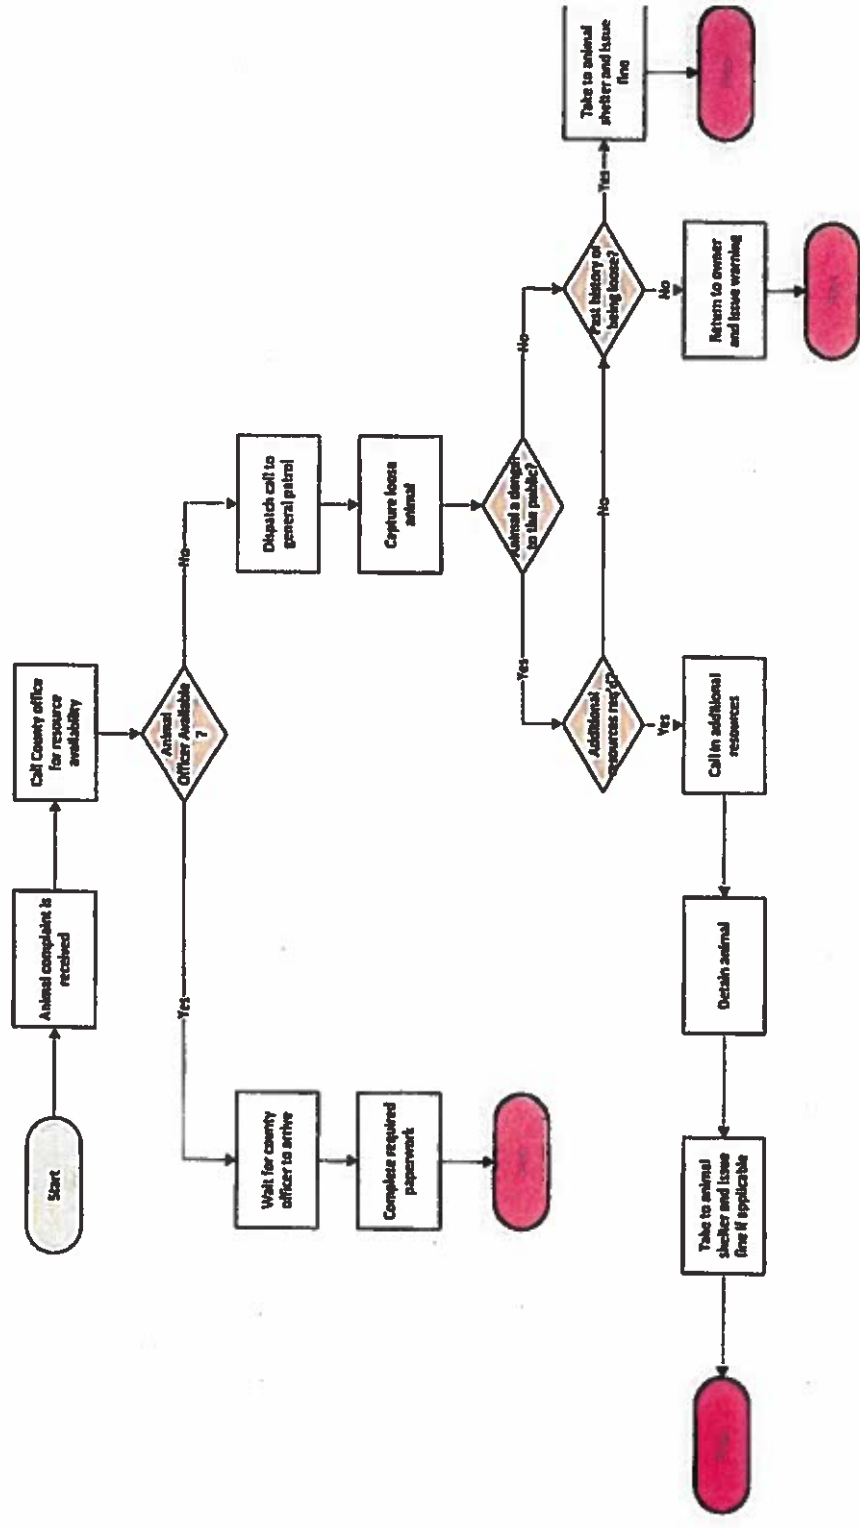 Start
Animal complaint is
received
Call County office
for resource
availability
Animal
Officer Available
?
Yes
No
Wait for county
officer to arrive
Complete required
paperwork
Dispatch call to
general patrol
Capture loose
animal
Animal a dangr
to the public?
Yes
No
Additional
resources req'd?
No
Yes
Past history of
being loose?
Yes
No
Take to animal
shelter and issue
fine
Return to owner
and issue warning
Call in additional
resources
Detain animal
Take to animal
shelter and issue
fine if applicable